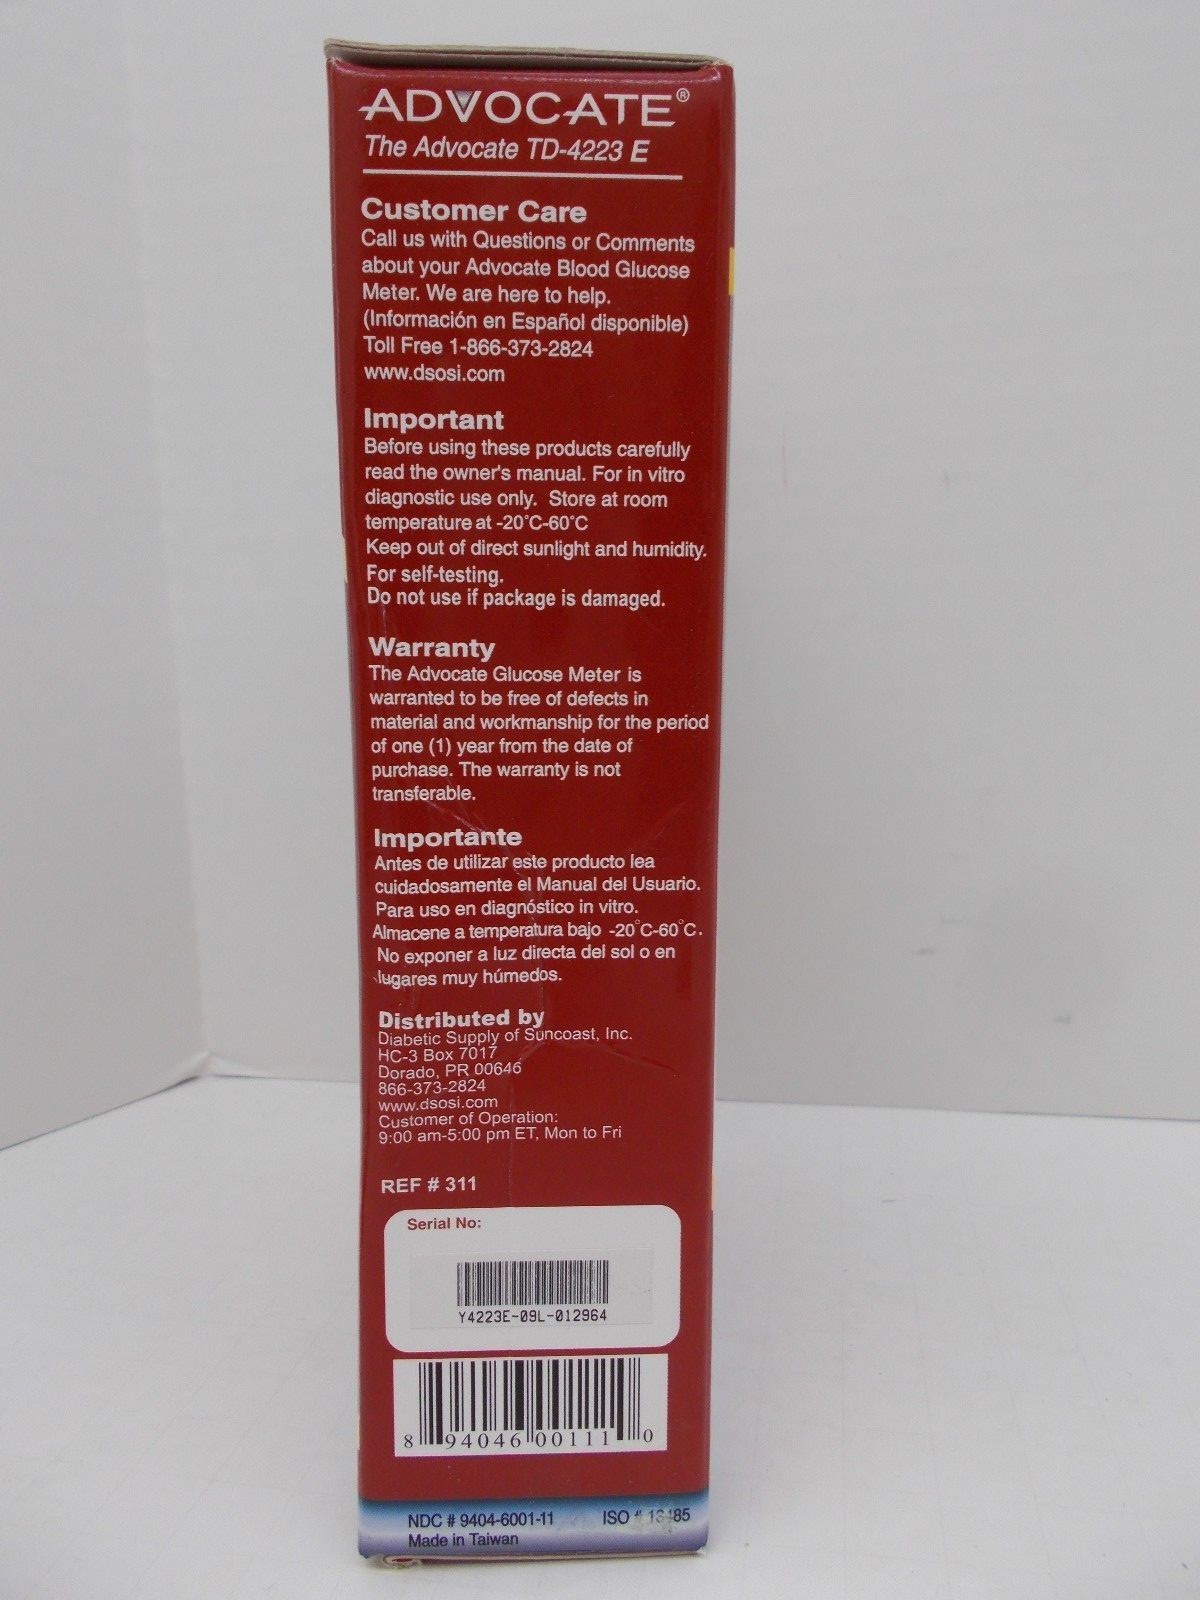 ADVOCATE®
The Advocate TD-4223 E
Customer Care
Call us with Questions or Comments
about your Advocate Blood Glucose
Meter. We are here to help.
(Información en Español disponible)
Toll Free 1-866-373-2824
www.dsosi.com
Important
Before using these products carefully
read the owner's manual. For in vitro
diagnostic use only. Store at room
temperature at -20°C-60°C
Keep out of direct sunlight and humidity.
For self-testing.
Do not use if package is damaged.
Warranty
The Advocate Glucose Meter is
warranted to be free of defects in
material and workmanship for the period
of one (1) year from the date of
purchase. The warranty is not
transferable.
Importante
Antes de utilizar este producto lea
cuidadosamente el Manual del Usuario.
Para uso en diagnóstico in vitro.
Almacene a temperatura bajo -20°C-60°C.
No exponer a luz directa del sol o en
lugares muy húmedos.
Distributed by
Diabetic Supply of Suncoast, Inc.
HC-3 Box 7017
Dorado, PR 00646
866-373-2824
www.dsosi.com
Customer of Operation:
9:00 am-5:00 pm ET, Mon to Fri
REF # 311
Serial No:
Y4223E-09L-012964
8 94046 00111 0
NDC # 9404-6001-11 ISO #
Made in Taiwan